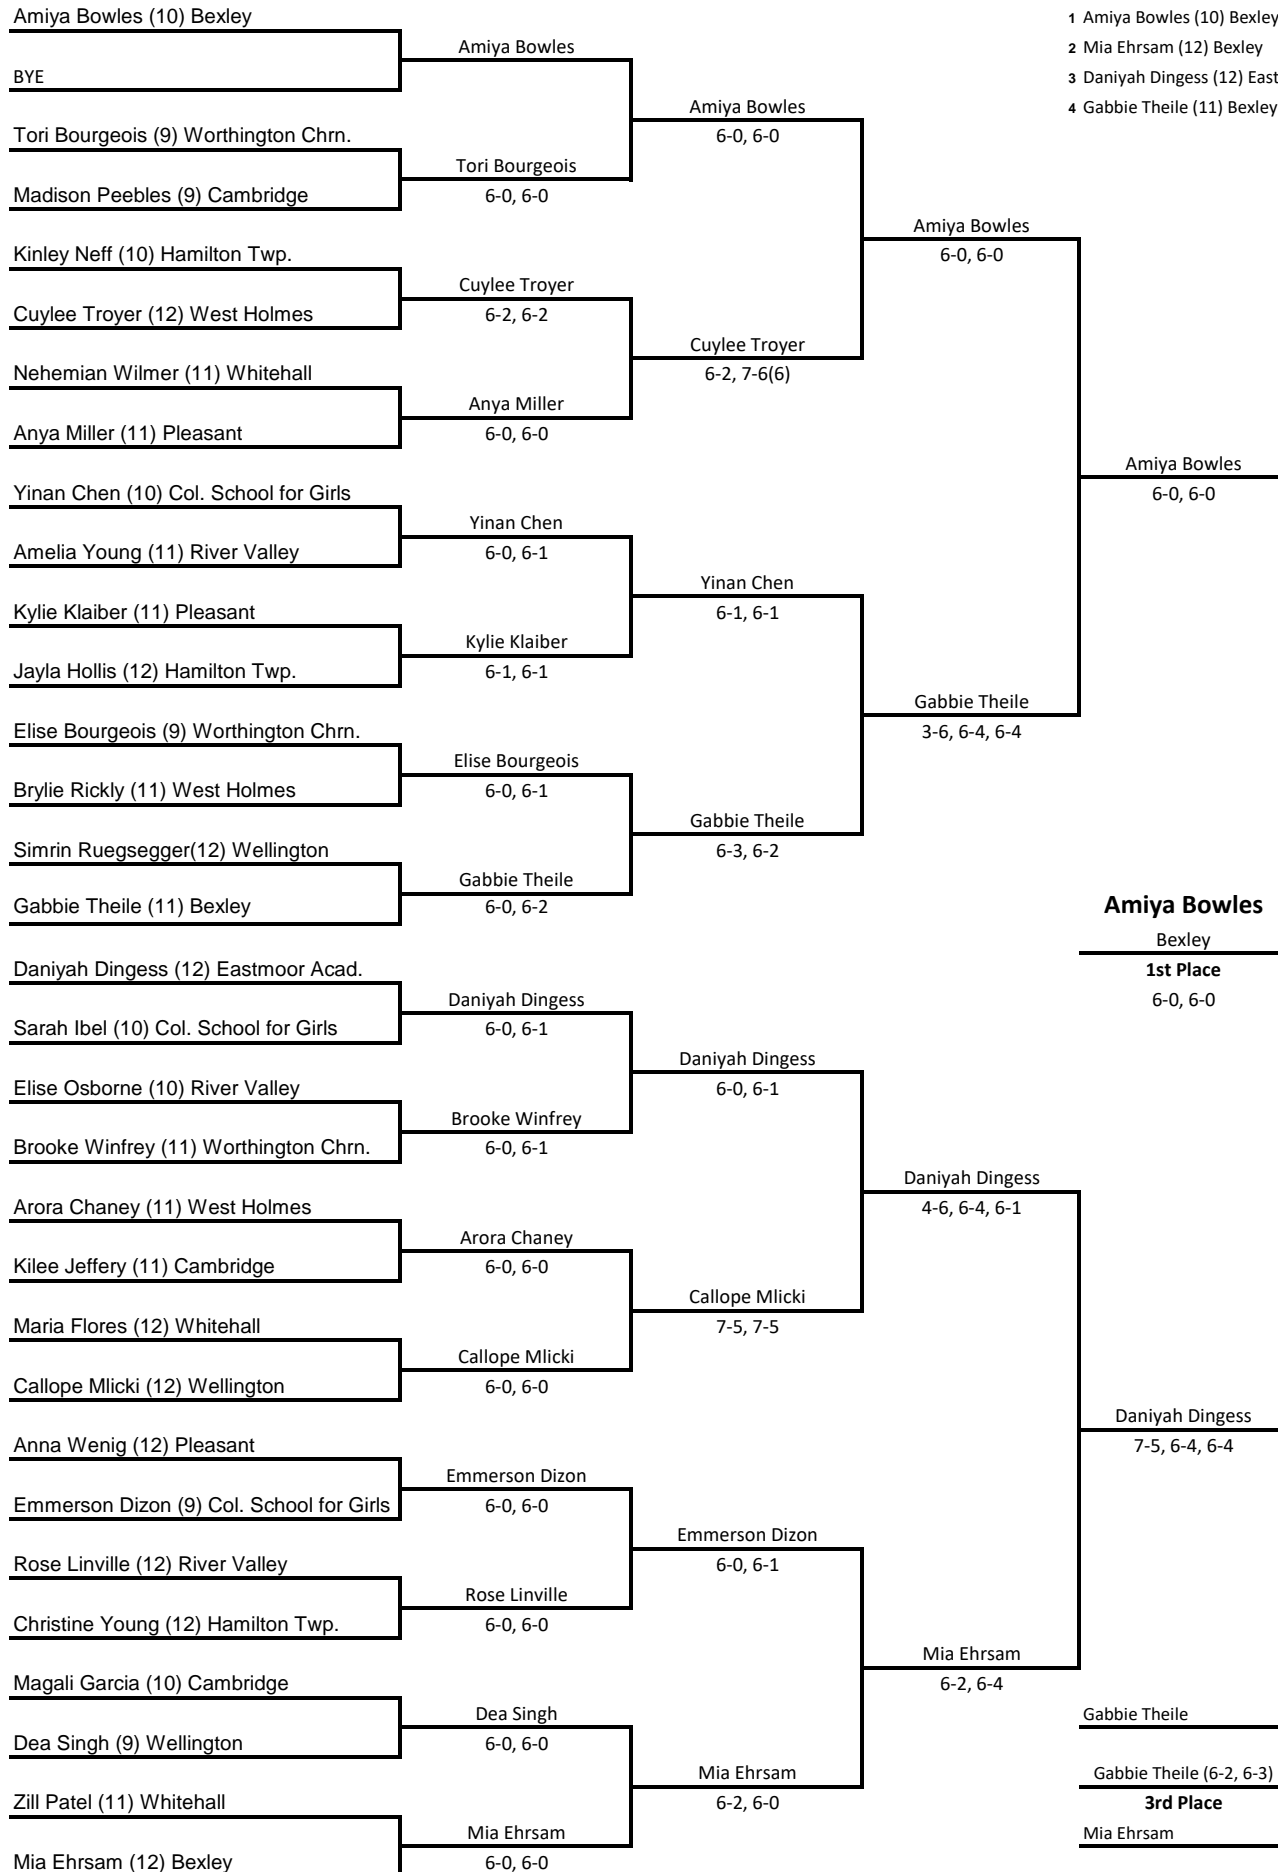 Amiya Bowles (10) Bexley
BYE
Tori Bourgeois (9) Worthington Chrn.
Madison Peebles (9) Cambridge
Kinley Neff (10) Hamilton Twp.
Cuylee Troyer (12) West Holmes
Nehemian Wilmer (11) Whitehall
Anya Miller (11) Pleasant
Yinan Chen (10) Col. School for Girls
Amelia Young (11) River Valley
Kylie Klaiber (11) Pleasant
Jayla Hollis (12) Hamilton Twp.
Elise Bourgeois (9) Worthington Chrn.
Brylie Rickly (11) West Holmes
Simrin Ruegsegger(12) Wellington
Gabbie Theile (11) Bexley
Daniyah Dingess (12) Eastmoor Acad.
Sarah Ibel (10) Col. School for Girls
Elise Osborne (10) River Valley
Brooke Winfrey (11) Worthington Chrn.
Arora Chaney (11) West Holmes
Kilee Jeffery (11) Cambridge
Maria Flores (12) Whitehall
Callope Mlicki (12) Wellington
Anna Wenig (12) Pleasant
Emmerson Dizon (9) Col. School for Girls
Rose Linville (12) River Valley
Christine Young (12) Hamilton Twp.
Magali Garcia (10) Cambridge
Dea Singh (9) Wellington
Zill Patel (11) Whitehall
Mia Ehrsam (12) Bexley
Amiya Bowles
Tori Bourgeois
6-0, 6-0
Cuylee Troyer
6-2, 6-2
Anya Miller
6-0, 6-0
Yinan Chen
6-0, 6-1
Kylie Klaiber
6-1, 6-1
Elise Bourgeois
6-0, 6-1
Gabbie Theile
6-0, 6-2
Daniyah Dingess
6-0, 6-1
Brooke Winfrey
6-0, 6-1
Arora Chaney
6-0, 6-0
Callope Mlicki
6-0, 6-0
Emmerson Dizon
6-0, 6-0
Rose Linville
6-0, 6-0
Dea Singh
6-0, 6-0
Mia Ehrsam
6-0, 6-0
Amiya Bowles
6-0, 6-0
Cuylee Troyer
6-2, 7-6(6)
Yinan Chen
6-1, 6-1
Gabbie Theile
6-3, 6-2
Daniyah Dingess
6-0, 6-1
Callope Mlicki
7-5, 7-5
Emmerson Dizon
6-0, 6-1
Mia Ehrsam
6-2, 6-0
Amiya Bowles
6-0, 6-0
Gabbie Theile
3-6, 6-4, 6-4
Daniyah Dingess
4-6, 6-4, 6-1
Mia Ehrsam
6-2, 6-4
1 Amiya Bowles (10) Bexley
2 Mia Ehrsam (12) Bexley
3 Daniyah Dingess (12) East
4 Gabbie Theile (11) Bexley
Amiya Bowles
6-0, 6-0
Amiya Bowles
Bexley
1st Place
6-0, 6-0
Daniyah Dingess
7-5, 6-4, 6-4
Gabbie Theile
Gabbie Theile (6-2, 6-3)
3rd Place
Mia Ehrsam